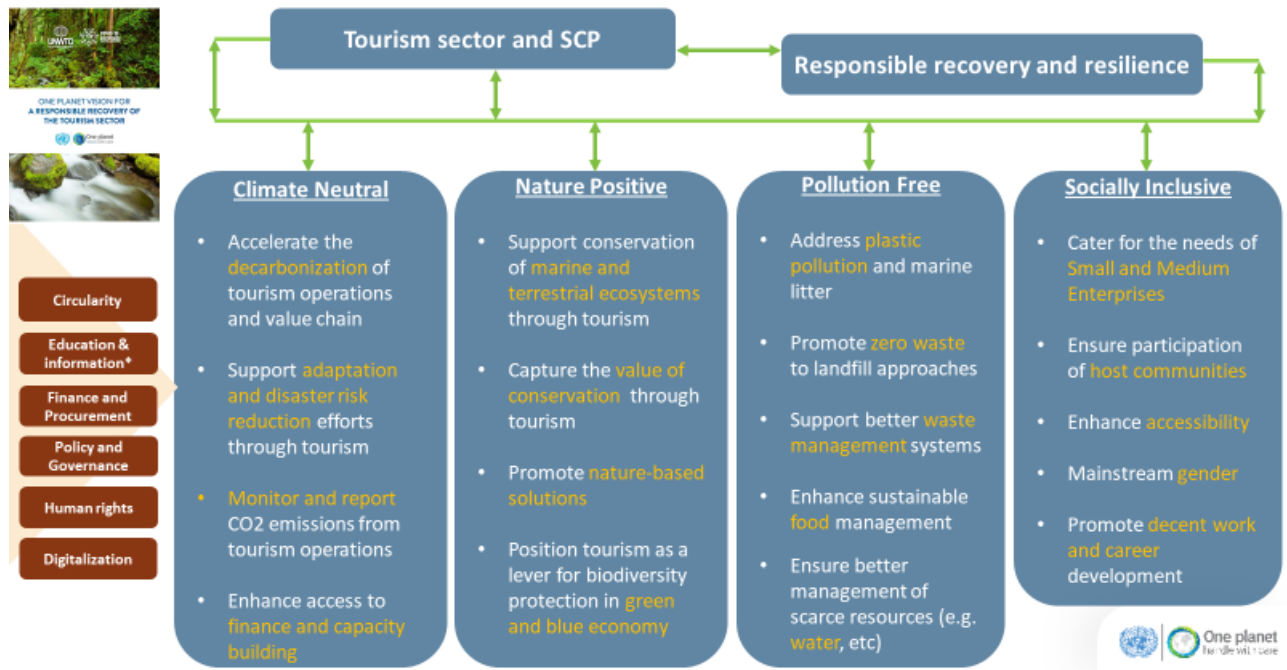 UNWTO
ONE PLANET VISION FOR
A RESPONSIBLE RECOVERY OF
THE TOURISM SECTOR
One planet
Tourism sector and SCP
Responsible recovery and resilience
Circularity
Education &
information*
Finance and
Procurement
Policy and
Governance
Human rights
Digitalization
Climate Neutral
• Accelerate the
decarbonization of
tourism operations
and value chain
• Support adaptation
and disaster risk
reduction efforts
through tourism
• Monitor and report
CO2 emissions from
tourism operations
• Enhance access to
finance and capacity
building
Nature Positive
• Support conservation
of marine and
terrestrial ecosystems
through tourism
• Capture the value of
conservation through
tourism
• Promote nature-based
solutions
• Position tourism as a
lever for biodiversity
protection in green
and blue economy
Pollution Free
• Address plastic
pollution and marine
litter
• Promote zero waste
to landfill approaches
• Support better waste
management systems
• Enhance sustainable
food management
• Ensure better
management of
scarce resources (e.g.
water, etc)
Socially Inclusive
• Cater for the needs of
Small and Medium
Enterprises
• Ensure participation
of host communities
• Enhance accessibility
• Mainstream gender
• Promote decent work
and career
development
One planet
handle with care